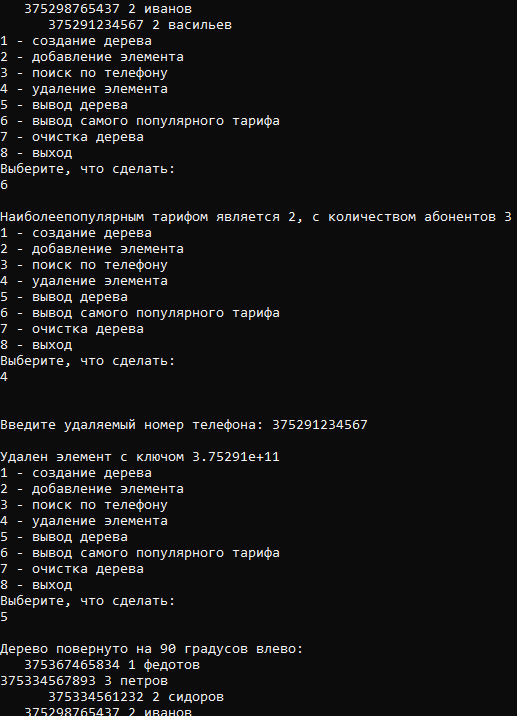 375298765437 2 иванов
375291234567 2 васильев
1 - создание дерева
2 - добавление элемента
3 - поиск по телефону
4 - удаление элемента
5 - вывод дерева
6 - вывод самого популярного тарифа
7 - очистка дерева
8 - выход
Выберите, что сделать:
6
Наиболеепопулярным тарифом является 2, с количеством абонентов 3
1 - создание дерева
2 - добавление элемента
3 - поиск по телефону
4 - удаление элемента
5 - вывод дерева
6 - вывод самого популярного тарифа
7 - очистка дерева
8 - выход
Выберите, что сделать:
4
Введите удаляемый номер телефона: 375291234567
Удален элемент с ключом 3.75291e+11
1 - создание дерева
2 - добавление элемента
3 - поиск по телефону
4 - удаление элемента
5 - вывод дерева
6 - вывод самого популярного тарифа
7 - очистка дерева
8 - выход
Выберите, что сделать:
5
Дерево повернуто на 90 градусов влево:
375367465834 1 федотов
375334567893 3 петров
375334561232 2 сидоров
375298765437 2 иванов